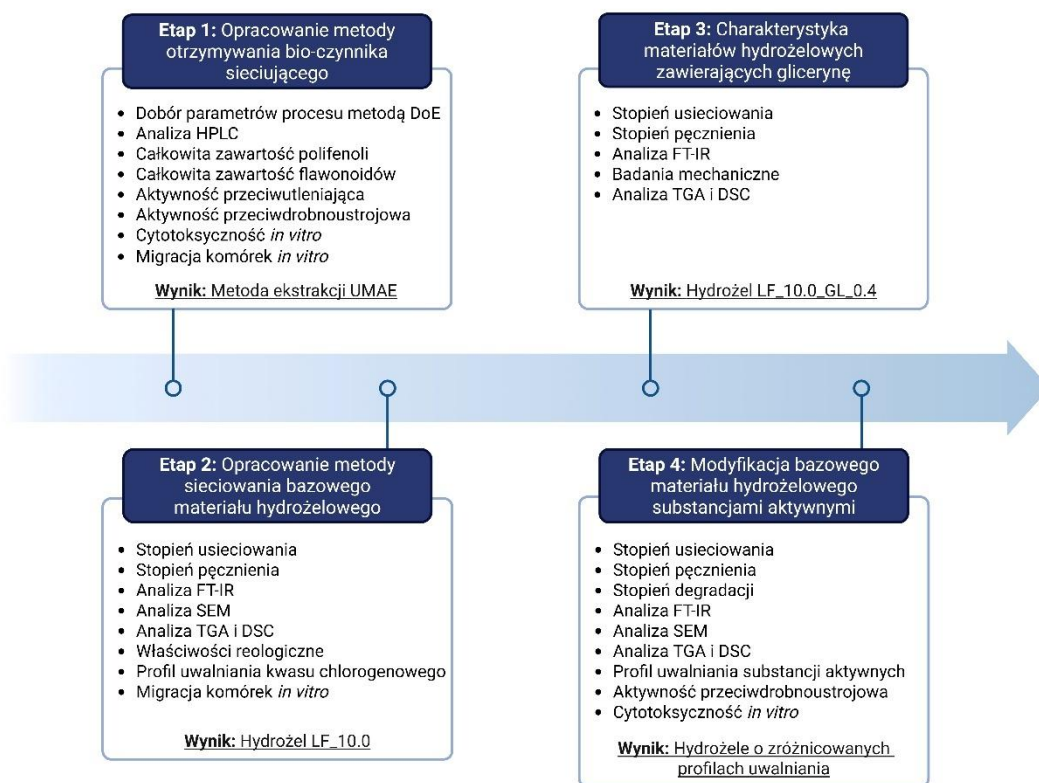 Etap 1: Opracowanie metody
otrzymywania bio-czynnika
sieciującego
• Dobór parametrów procesu metodą DoE
• Analiza HPLC
• Całkowita zawartość polifenoli
• Całkowita zawartość flawonoidów
• Aktywność przeciwutleniająca
• Aktywność przeciwdrobnoustrojowa
• Cytotoksyczność in vitro
• Migracja komórek in vitro
Wynik: Metoda ekstrakcji UMAE
Etap 3: Charakterystyka
materiałów hydrożelowych
zawierających glicerynę
• Stopień usieciowania
• Stopień pęcznienia
• Analiza FT-IR
• Badania mechaniczne
• Analiza TGA i DSC
Wynik: Hydrożel LF_10.0_GL_0.4
Etap 2: Opracowanie metody
sieciowania bazowego
materiału hydrożelowego
• Stopień usieciowania
• Stopień pęcznienia
• Analiza FT-IR
• Analiza SEM
• Analiza TGA i DSC
• Właściwości reologiczne
• Profil uwalniania kwasu chlorogenowego
• Migracja komórek in vitro
Wynik: Hydrożel LF_10.0
Etap 4: Modyfikacja bazowego
materiału hydrożelowego
substancjami aktywnymi
• Stopień usieciowania
• Stopień pęcznienia
• Stopień degradacji
• Analiza FT-IR
• Analiza SEM
• Analiza TGA i DSC
• Profil uwalniania substancji aktywnych
• Aktywność przeciwdrobnoustrojowa
• Cytotoksyczność in vitro
Wynik: Hydrożele o zróżnicowanych
profilach uwalniania